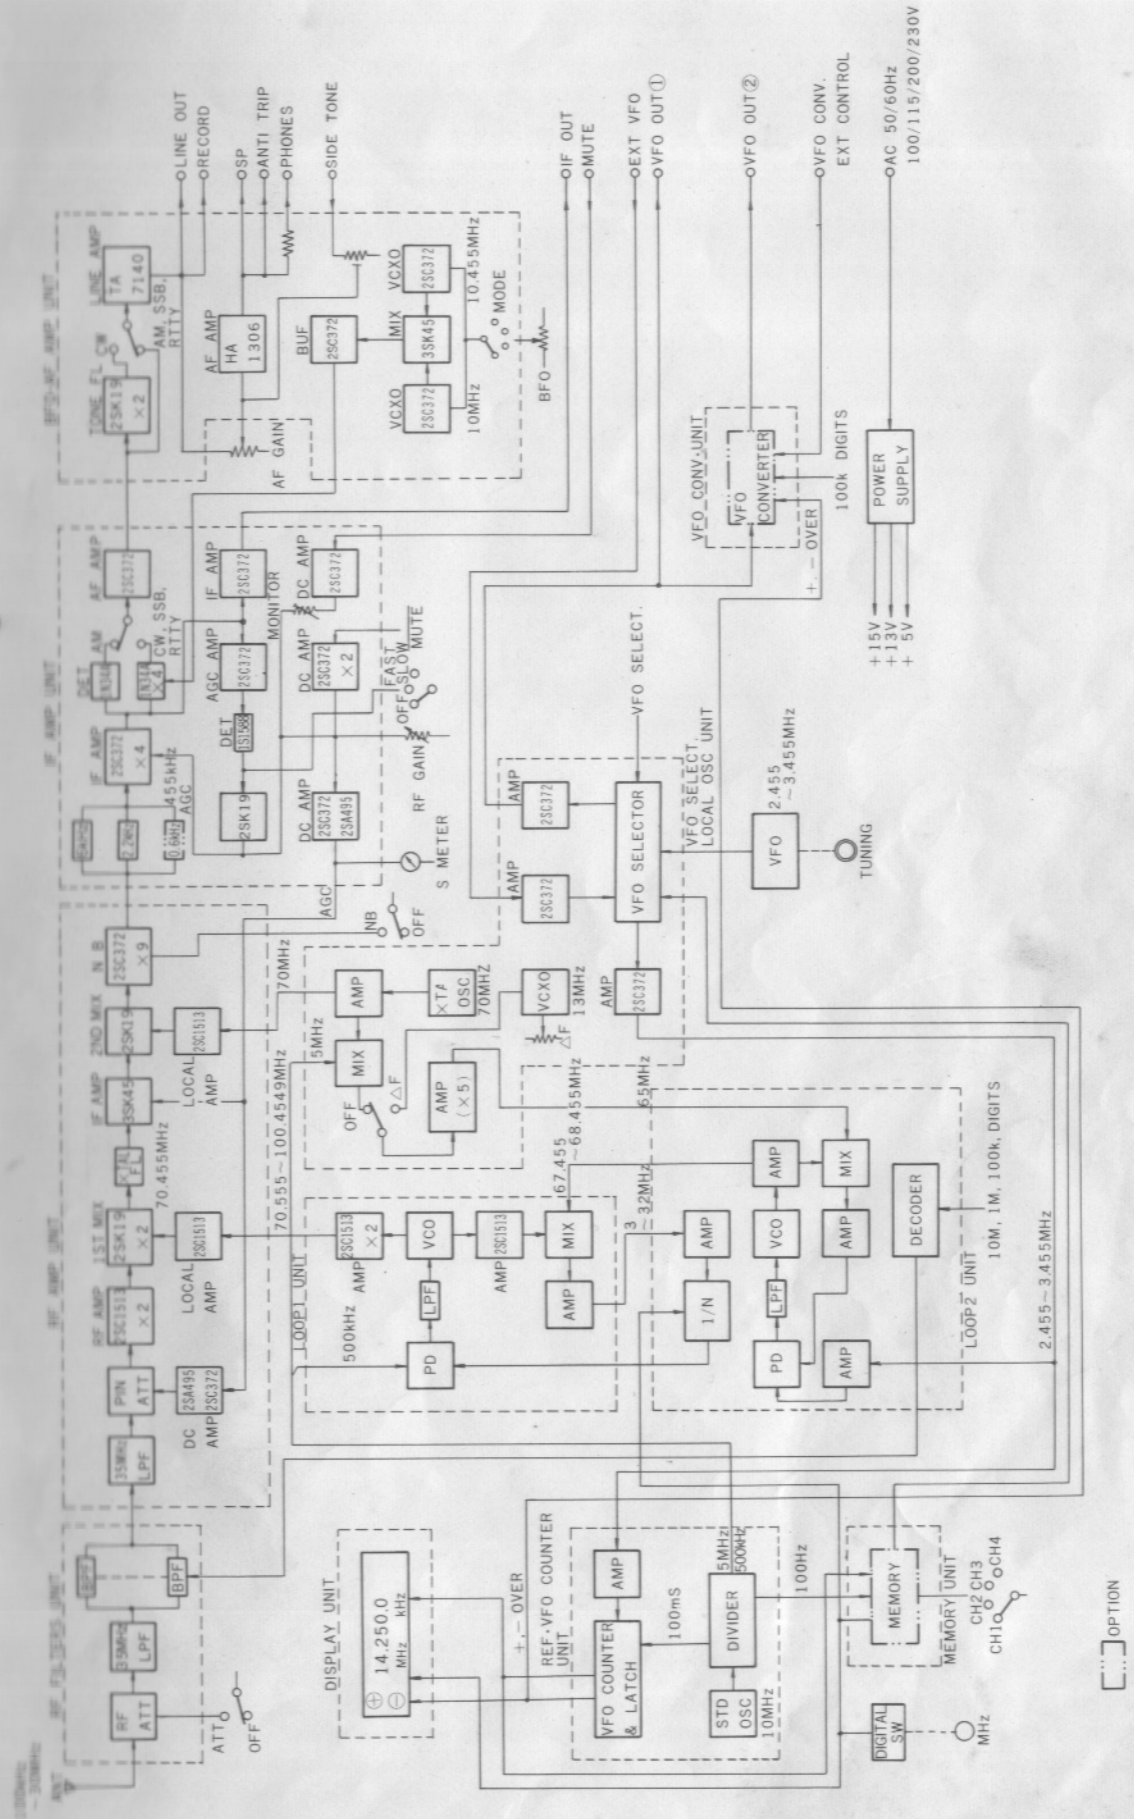 ANT
RF FILTERS UNIT
RF
ATT
35MHz
LPF
BPF
BPF
ATT
OFF
RF AMP UNIT
35MHz
LPF
PIN
ATT
RF AMP
2SC1513
×2
1ST MIX
2SK19
×2
70.455MHz
XTAL
FL
IF AMP
3SK45
2ND MIX
2SK19
N B
2SC372
×9
DC
AMP
2SA495
2SC372
LOCAL
AMP
2SC1513
LOCAL
AMP
2SC1513
70.555~100.4549MHz
70MHz
AGC
NB
OFF
IF AMP UNIT
6kHz
2.2kHz
0.6kHz
455kHz
AGC
IF AMP
2SC372
×4
DET
1N34A
1N34A
×4
AM
CW, SSB,
RTTY
AF AMP
2SC372
2SK19
DET
1S1588
AGC AMP
2SC372
IF AMP
2SC372
MONITOR
DC AMP
2SC372
2SA495
DC AMP
2SC372
×2
DC AMP
2SC372
S METER
RF GAIN
OFF
SLOW
FAST
MUTE
BFO·AF AMP UNIT
TONE FL
2SK19
×2
CW
AM, SSB,
RTTY
LINE AMP
TA
7140
AF GAIN
AF AMP
HA
1306
BUF
2SC372
VCXO
2SC372
10MHz
MIX
3SK45
VCXO
2SC372
10.455MHz
MODE
BFO
LINE OUT
RECORD
SP
ANTI TRIP
PHONES
SIDE TONE
IF OUT
MUTE
EXT VFO
VFO OUT①
VFO OUT②
VFO CONV.
EXT CONTROL
AC 50/60Hz
100/115/200/230V
5MHz
AMP
XTAL
OSC
70MHz
MIX
OFF
△F
AMP
(×5)
VCXO
13MHz
△F
AMP
2SC372
AMP
2SC372
AMP
2SC372
VFO SELECTOR
VFO SELECT.
VFO SELECT.
LOCAL OSC UNIT
VFO
2.455
~3.455MHz
TUNING
VFO CONV·UNIT
VFO
CONVERTER
100k DIGITS
+, − OVER
POWER
SUPPLY
+15V
+13V
+ 5V
LOOP1 UNIT
500kHz
PD
LPF
VCO
AMP
2SC1513
×2
AMP
2SC1513
MIX
AMP
67.455
~68.455MHz
65MHz
3
~32MHz
LOOP2 UNIT
AMP
1/N
PD
LPF
VCO
AMP
MIX
AMP
AMP
DECODER
10M, 1M, 100k, DIGITS
2.455~3.455MHz
DISPLAY UNIT
⊕
⊖
14.250.0
MHz
kHz
+, − OVER
REF·VFO COUNTER
UNIT
AMP
VFO COUNTER
& LATCH
100mS
DIVIDER
5MHz
500kHz
100Hz
STD
OSC
10MHz
MEMORY
MEMORY UNIT
CH1
CH2
CH3
CH4
DIGITAL
SW
MHz
OPTION